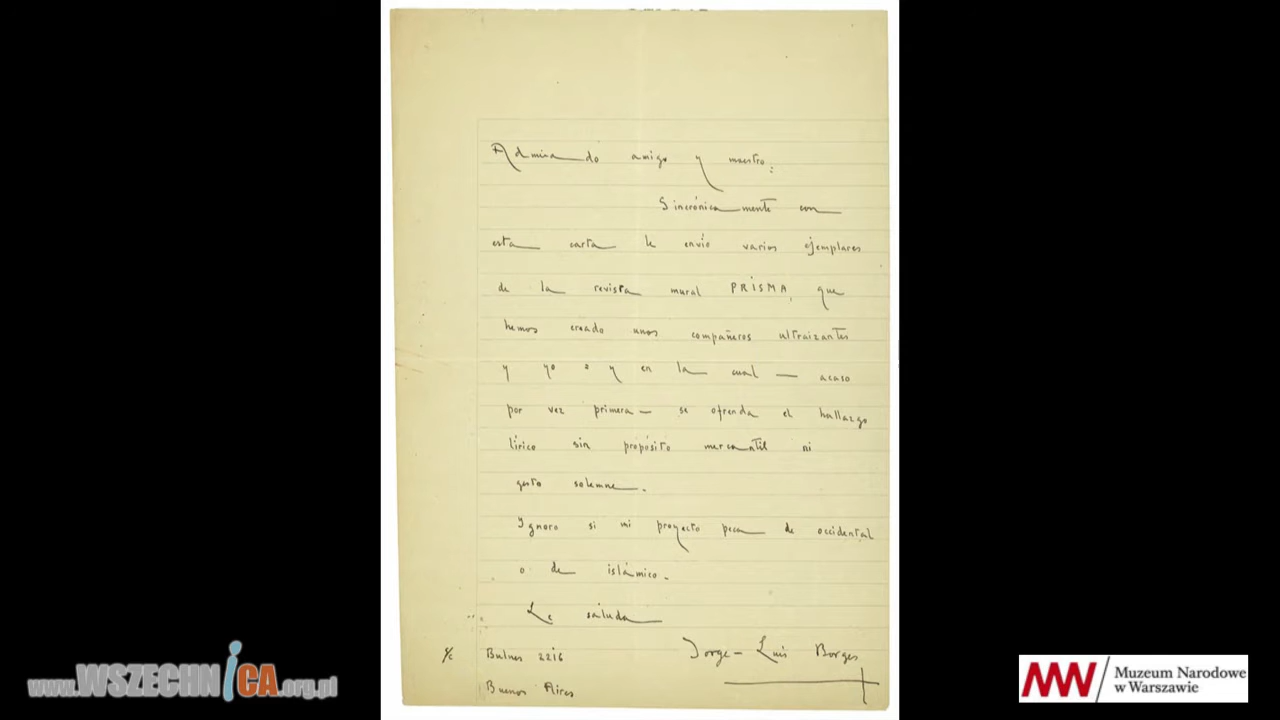 Admirado amigo y maestro:
Sincrónicamente con
esta carta le envío varios ejemplares
de la revista mural PRISMA, que
hemos creado unos compañeros ultraizantes
y yo z y en la cual — acaso
por vez primera — se ofrenda el hallazgo
lírico sin propósito mercantil ni
gesto solemne.
Ygnoro si mi proyecto peca de occidental
o de islámico.
Le saluda
Jorge-Luis Borges
s/c Bulnes 2216
Buenos Aires
www.WSZECHNICA.org.pl
MNW
Muzeum Narodowe
w Warszawie